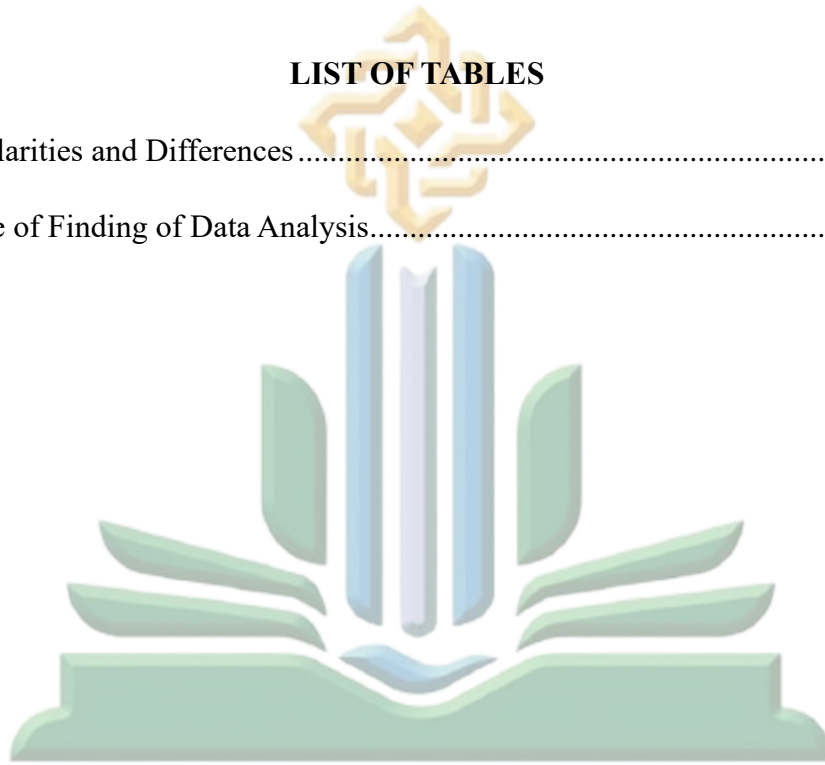 LIST OF TABLES
larities and Differences................................................................
e of Finding of Data Analysis.......................................................